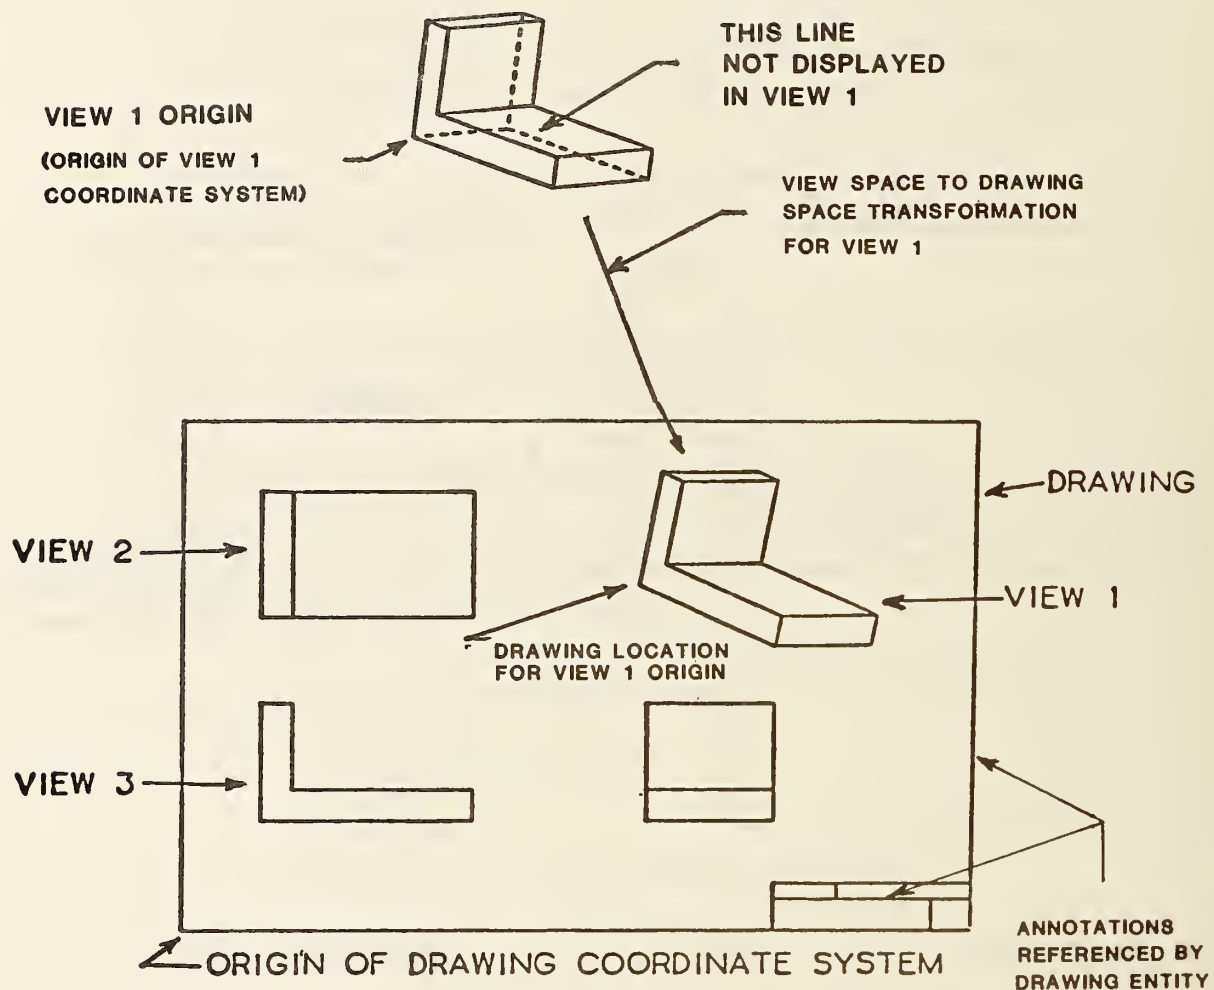 THIS LINE
NOT DISPLAYED
IN VIEW 1
VIEW 1 ORIGIN
(ORIGIN OF VIEW 1
COORDINATE SYSTEM)
VIEW SPACE TO DRAWING
SPACE TRANSFORMATION
FOR VIEW 1
DRAWING
VIEW 2
VIEW 1
DRAWING LOCATION
FOR VIEW 1 ORIGIN
VIEW 3
ANNOTATIONS
REFERENCED BY
DRAWING ENTITY
ORIGIN OF DRAWING COORDINATE SYSTEM